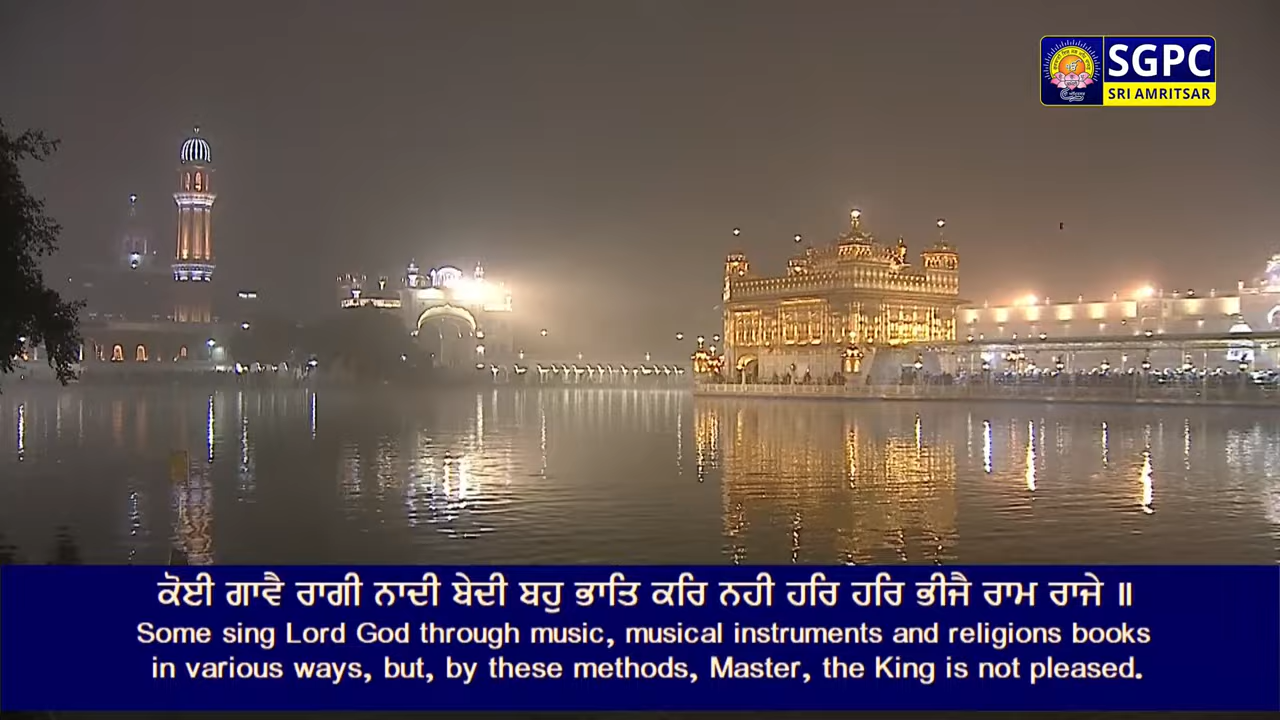 SGPC
SRI AMRITSAR
ਕੋਈ ਗਾਵੈ ਰਾਗੀ ਨਾਦੀ ਬੇਦੀ ਬਹੁ ਭਾਤਿ ਕਰਿ ਨਹੀ ਹਰਿ ਹਰਿ ਭੀਜੈ ਰਾਮ ਰਾਜੇ ॥
Some sing Lord God through music, musical instruments and religions books
in various ways, but, by these methods, Master, the King is not pleased.